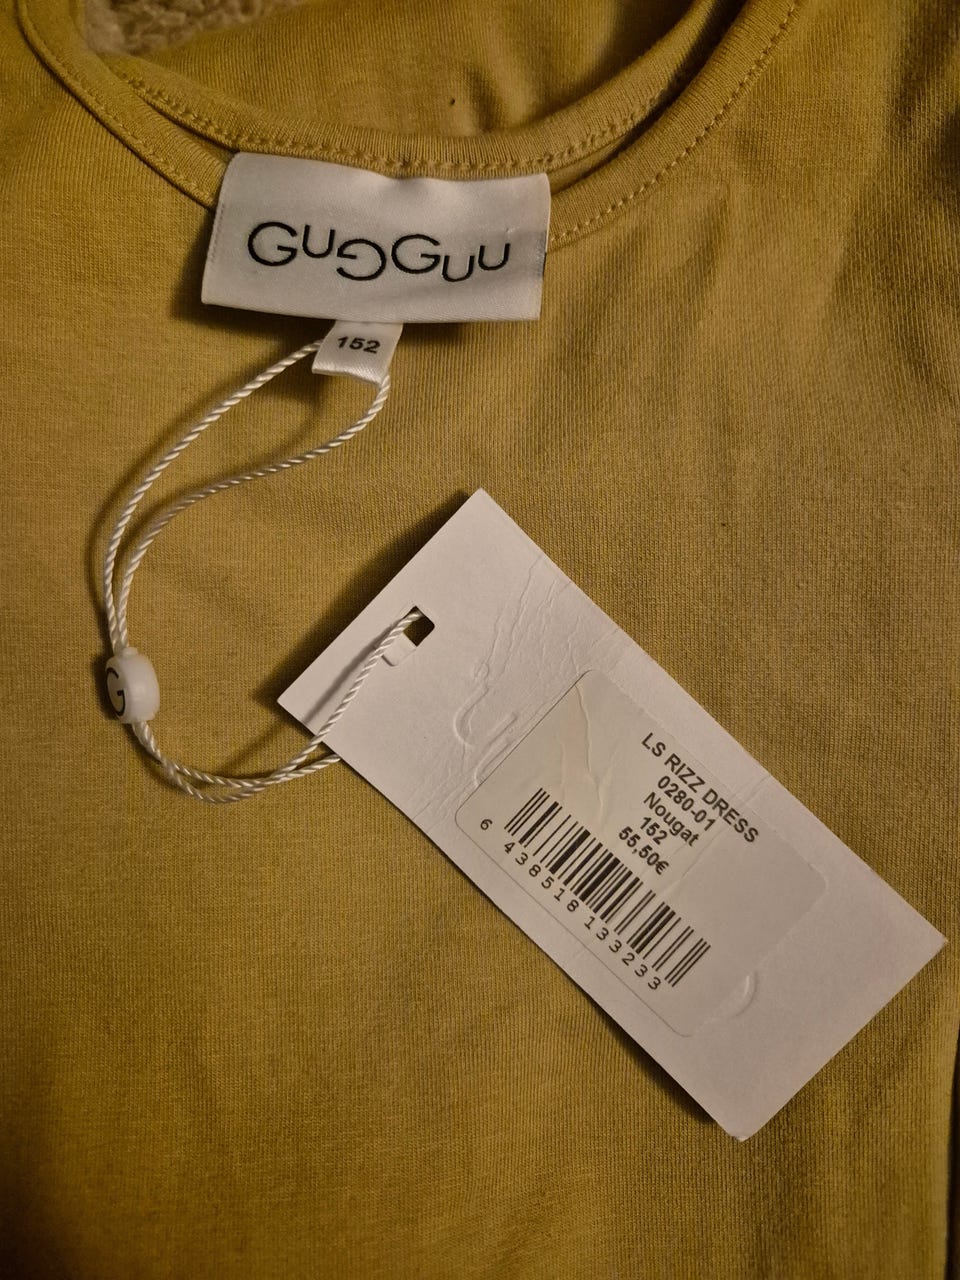 GUGGUU
152
G
LS RIZZ DRESS
0280-01
Nougat
152
55,50€
6 438518 133233